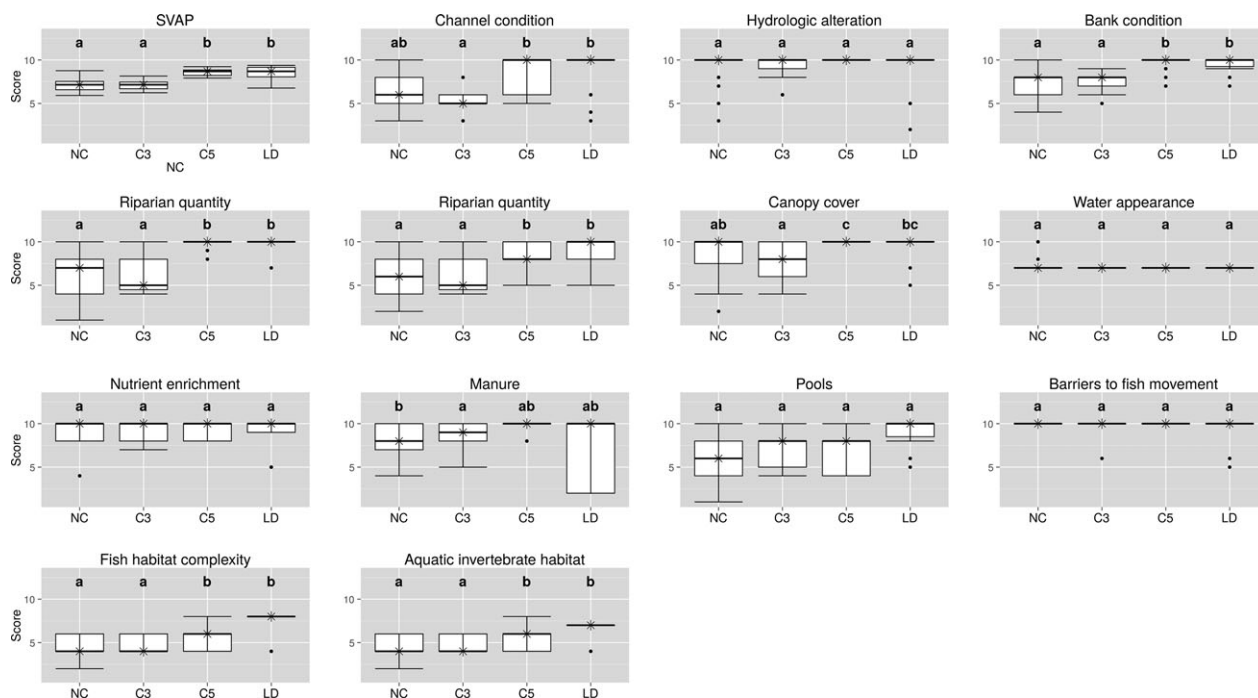 SVAP
Channel condition
Hydrologic alteration
Bank condition
a a b b
ab a b b
a a a a
a a b b
Score
10
5
10
5
10
5
10
5
NC C3 C5 LD
NC C3 C5 LD
NC C3 C5 LD
NC C3 C5 LD
NC
Riparian quantity
Riparian quantity
Canopy cover
Water appearance
a a b b
a a b b
ab a c bc
a a a a
Score
10
5
10
5
10
5
10
5
NC C3 C5 LD
NC C3 C5 LD
NC C3 C5 LD
NC C3 C5 LD
Nutrient enrichment
Manure
Pools
Barriers to fish movement
a a a a
b a ab ab
a a a a
a a a a
Score
10
5
10
5
10
5
10
5
NC C3 C5 LD
NC C3 C5 LD
NC C3 C5 LD
NC C3 C5 LD
Fish habitat complexity
Aquatic invertebrate habitat
a a b b
a a b b
Score
10
5
10
5
NC C3 C5 LD
NC C3 C5 LD